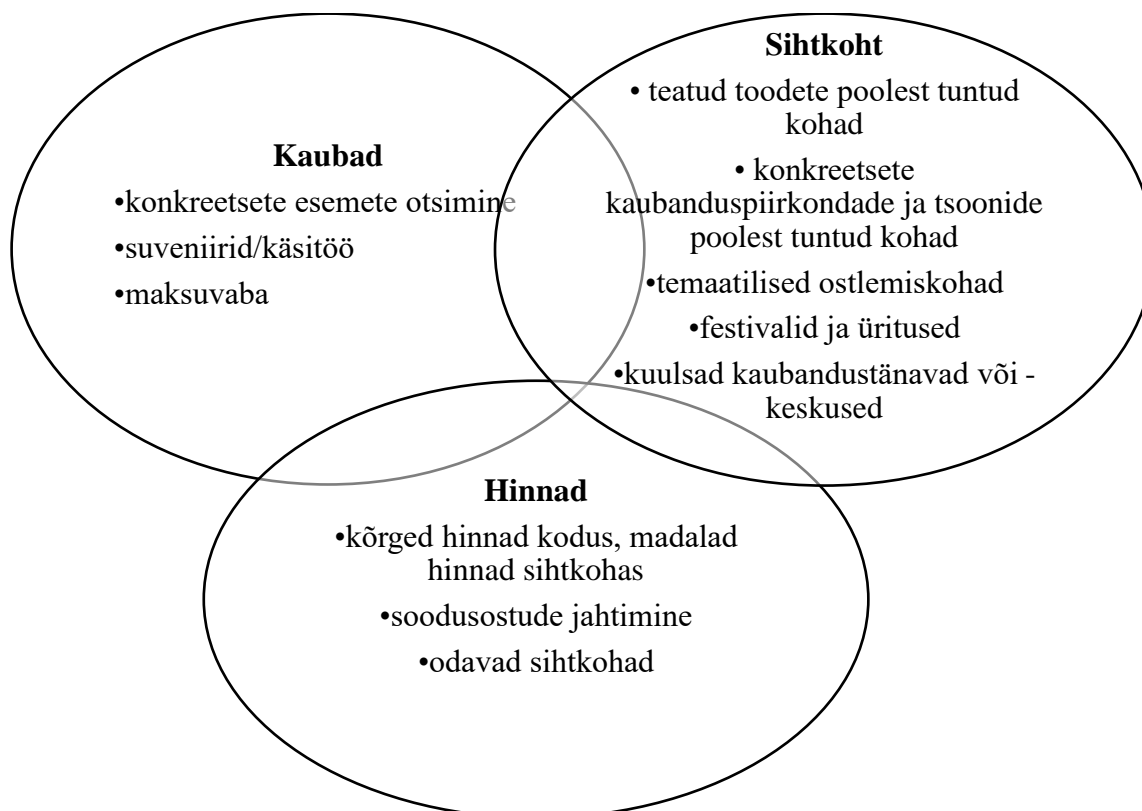 Kaubad
•konkreetsete esemete otsimine
•suveniirid/käsitöö
•maksuvaba
Sihtkoht
• teatud toodete poolest tuntud
kohad
• konkreetsete
kaubanduspiirkondade ja tsoonide
poolest tuntud kohad
•temaatilised ostlemiskohad
•festivalid ja üritused
•kuulsad kaubandustänavad või -
keskused
Hinnad
•kõrged hinnad kodus, madalad
hinnad sihtkohas
•soodusostude jahtimine
•odavad sihtkohad